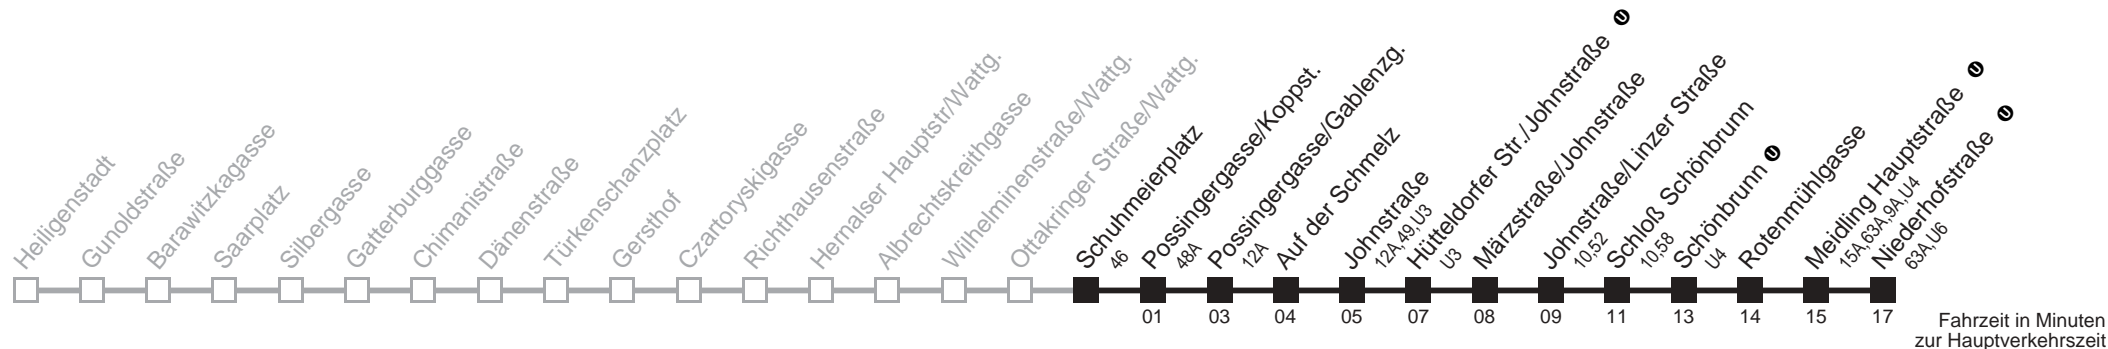 Heiligenstadt
Gunoldstraße
Barawitzkagasse
Saarplatz
Silbergasse
Gatterburggasse
Chimanistraße
Dänenstraße
Türkenschanzplatz
Gersthof
Czartoryskigasse
Richthausenstraße
Hernalser Hauptstr/Wattg.
Albrechtskreithgasse
Wilhelminenstraße/Wattg.
Ottakringer Straße/Wattg.
Schuhmeierplatz
46
Possingergasse/Koppst.
48A
Possingergasse/Gablenzg.
12A
Auf der Schmelz
Johnstraße
12A,49,U3
Hütteldorfer Str./Johnstraße U
U3
Märzstraße/Johnstraße
Johnstraße/Linzer Straße
10,52
Schloß Schönbrunn
10,58
Schönbrunn U
U4
Rotenmühlgasse
Meidling Hauptstraße U
15A,63A,9A,U4
Niederhofstraße U
63A,U6
01 03 04 05 07 08 09 11 13 14 15 17
Fahrzeit in Minuten
zur Hauptverkehrszeit